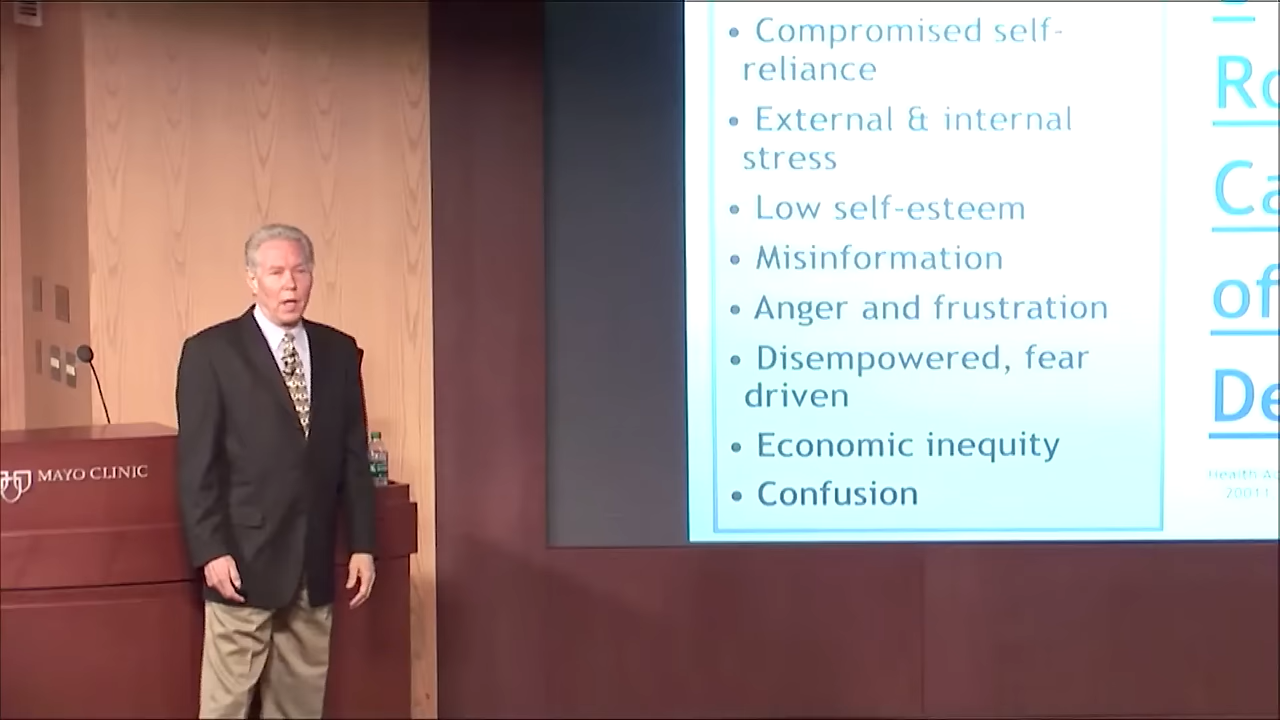 • Compromised self-
reliance
• External & internal
stress
• Low self-esteem
• Misinformation
• Anger and frustration
• Disempowered, fear
driven
• Economic inequity
• Confusion
of
MAYO CLINIC